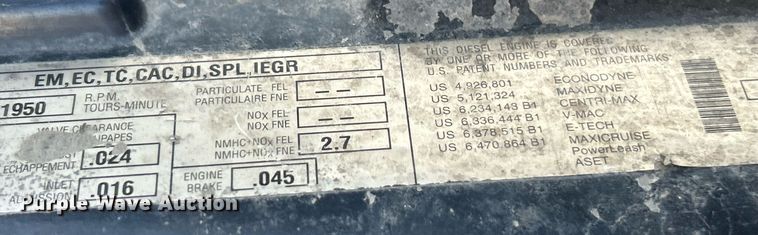 EM,EC,TC,CAC,DI,SPL,IEGR
1950 R.P.M.
TOURS-MINUTE
VALVE CLEARANCE
.024
ECHAPPEMENT
INLET
.016
PARTICULATE FEL
PARTICULAIRE FNE
– –
NOx FEL
NOx FNE
– –
NMHC+NOx FEL
NMHC+NOx FNE
2.7
ENGINE
BRAKE
.045
THIS DIESEL ENGINE IS COVERED
BY ONE OR MORE OF THE FOLLOWING
U.S. PATENT NUMBERS AND TRADEMARKS
US 4,926,801 ECONODYNE
US 5,121,324 MAXIDYNE
US 6,234,143 B1 CENTRI-MAX
US 6,336,444 B1 V-MAC
US 6,378,515 B1 E-TECH
US 6,470,864 B1 MAXICRUISE
PowerLeash
ASET
Purple Wave Auction